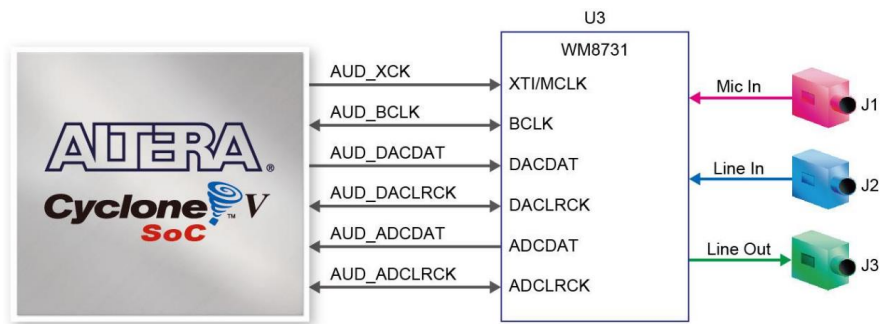 U3
WM8731
ALTERA®
Cyclone™ V
SoC
AUD_XCK
AUD_BCLK
AUD_DACDAT
AUD_DACLRCK
AUD_ADCDAT
AUD_ADCLRCK
XTI/MCLK
BCLK
DACDAT
DACLRCK
ADCDAT
ADCLRCK
Mic In
J1
Line In
J2
Line Out
J3